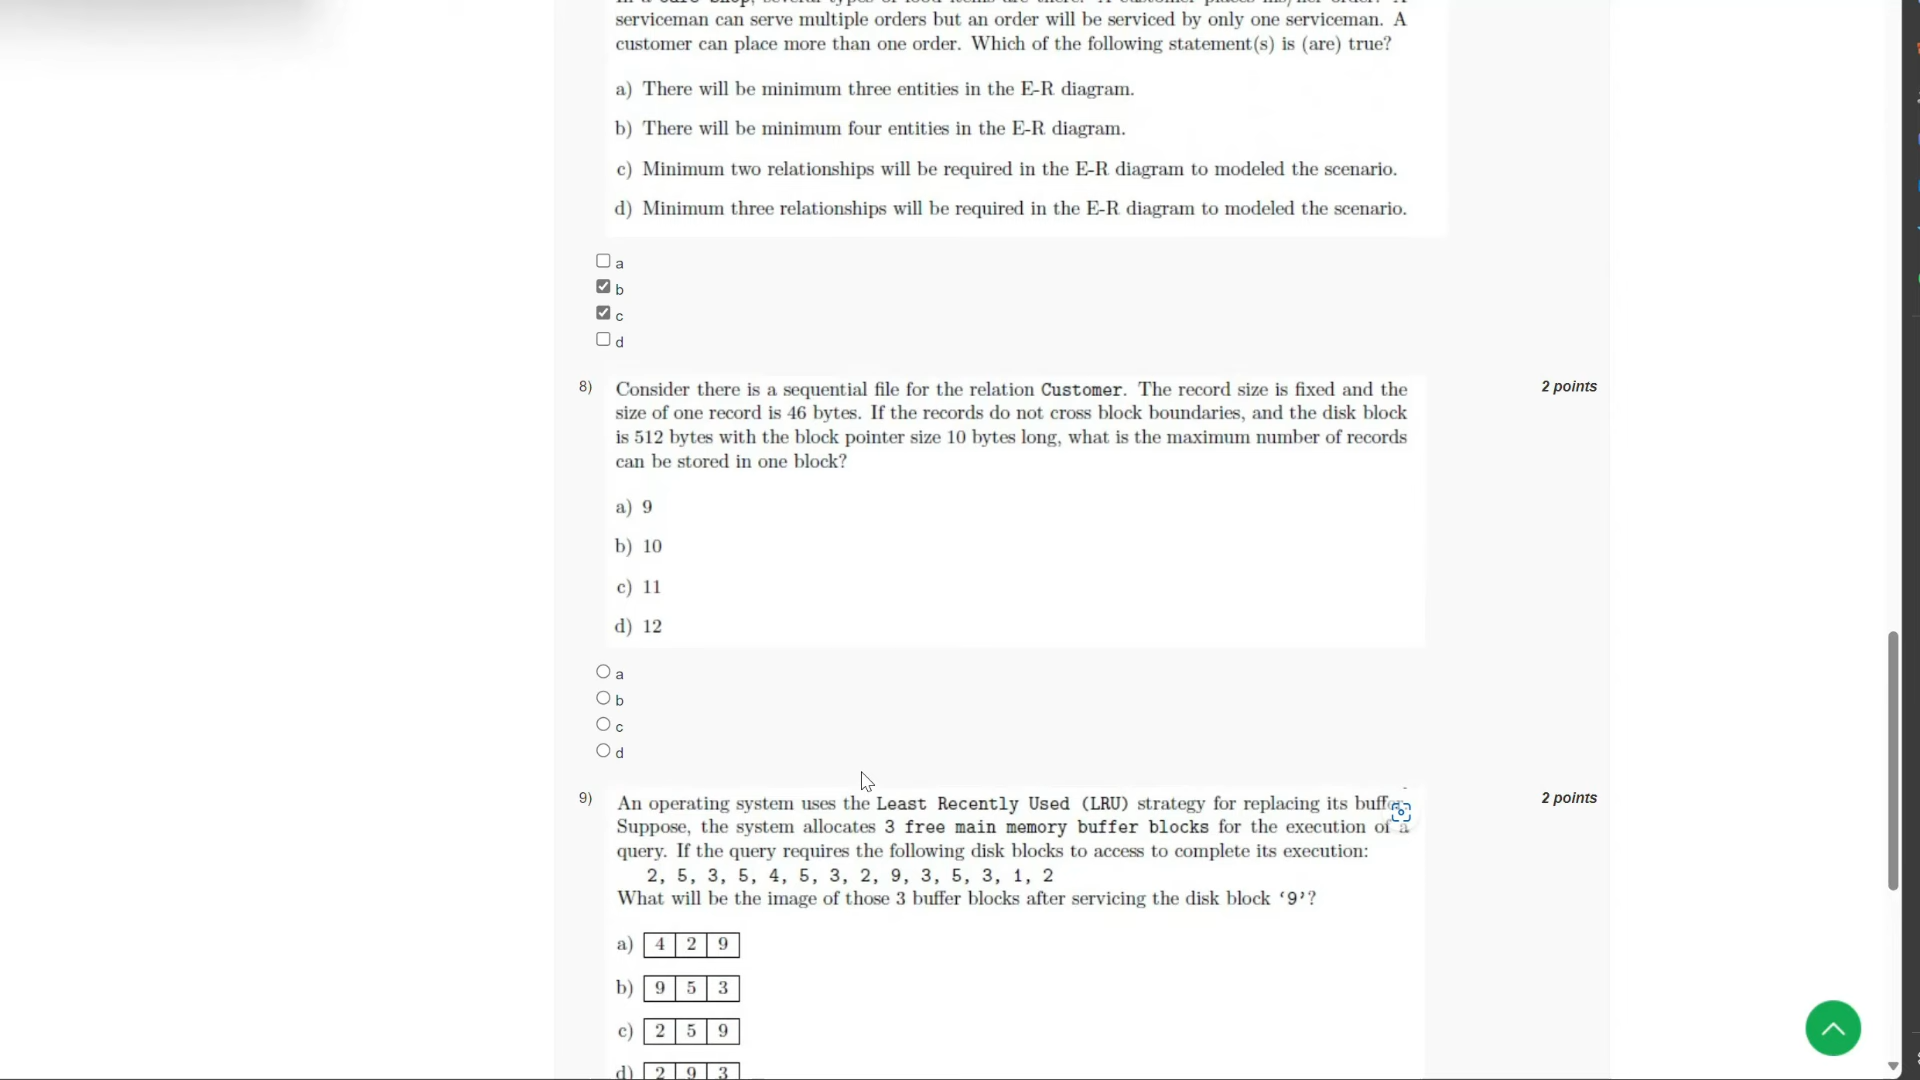 serviceman can serve multiple orders but an order will be serviced by only one serviceman. A
customer can place more than one order. Which of the following statement(s) is (are) true?
a) There will be minimum three entities in the E-R diagram.
b) There will be minimum four entities in the E-R diagram.
c) Minimum two relationships will be required in the E-R diagram to modeled the scenario.
d) Minimum three relationships will be required in the E-R diagram to modeled the scenario.
a
b
c
d
8) Consider there is a sequential file for the relation Customer. The record size is fixed and the 2 points
size of one record is 46 bytes. If the records do not cross block boundaries, and the disk block
is 512 bytes with the block pointer size 10 bytes long, what is the maximum number of records
can be stored in one block?
a) 9
b) 10
c) 11
d) 12
a
b
c
d
9) An operating system uses the Least Recently Used (LRU) strategy for replacing its 2 points
Suppose, the system allocates 3 free main memory buffer blocks for the execution of a
query. If the query requires the following disk blocks to access to complete its execution:
2, 5, 3, 5, 4, 5, 3, 2, 9, 3, 5, 3, 1, 2
What will be the image of those 3 buffer blocks after servicing the disk block ‘9’?
a) 4 2 9
b) 9 5 3
c) 2 5 9
d) 2 9 3